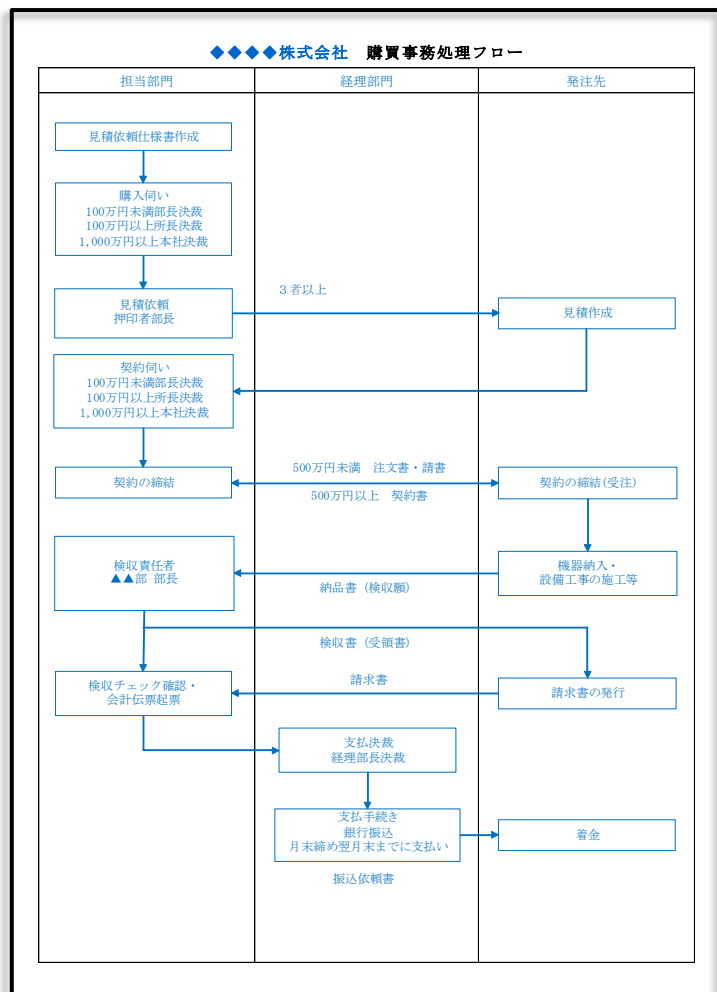 ◆◆◆◆株式会社　購買事務処理フロー
担当部門
経理部門
発注先
見積依頼仕様書作成
購入伺い
100万円未満部長決裁
100万円以上所長決裁
1,000万円以上本社決裁
見積依頼
押印者部長
3者以上
見積作成
契約伺い
100万円未満部長決裁
100万円以上所長決裁
1,000万円以上本社決裁
契約の締結
500万円未満　注文書・請書
500万円以上　契約書
契約の締結(受注)
検収責任者
▲▲部 部長
納品書（検収願）
機器納入・
設備工事の施工等
検収書（受領書）
検収チェック確認・
会計伝票起票
請求書
請求書の発行
支払決裁
経理部長決裁
支払手続き
銀行振込
月末締め翌月末までに支払い
着金
振込依頼書